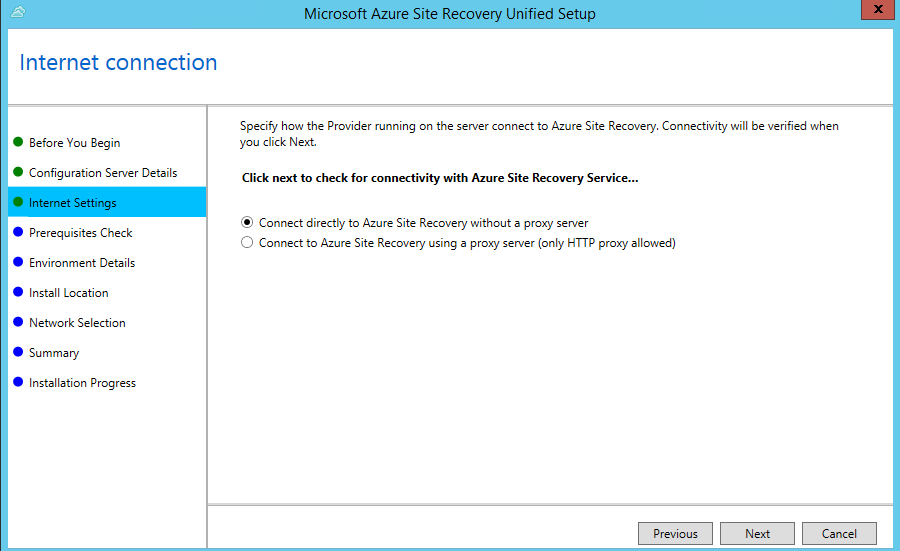 Microsoft Azure Site Recovery Unified Setup
x
Internet connection
Before You Begin
Configuration Server Details
Internet Settings
Prerequisites Check
Environment Details
Install Location
Network Selection
Summary
Installation Progress
Specify how the Provider running on the server connect to Azure Site Recovery. Connectivity will be verified when
you click Next.
Click next to check for connectivity with Azure Site Recovery Service...
Connect directly to Azure Site Recovery without a proxy server
Connect to Azure Site Recovery using a proxy server (only HTTP proxy allowed)
Previous
Next
Cancel